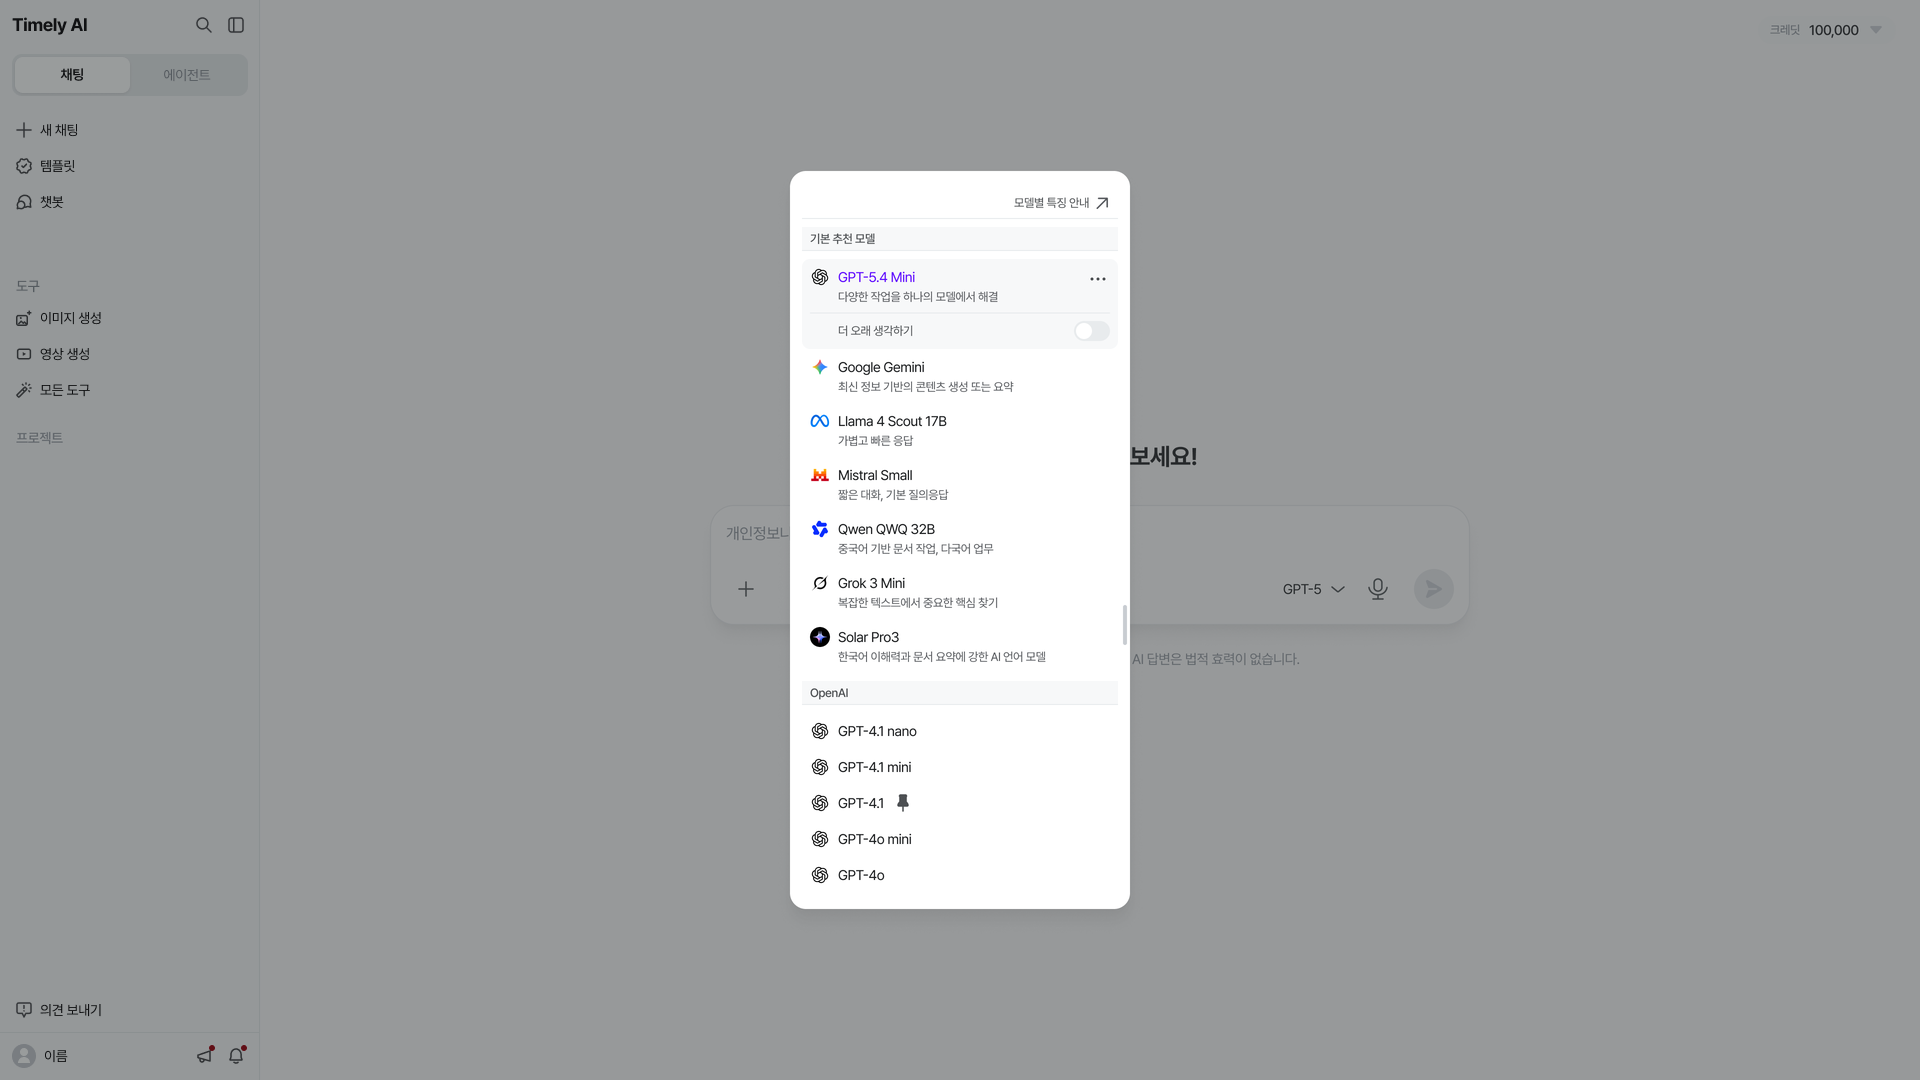 Timely AI
채팅
에이전트
새 채팅
템플릿
챗봇
도구
이미지 생성
영상 생성
모든 도구
프로젝트
의견 보내기
이름
크레딧 100,000
보세요!
개인정보나
GPT-5
AI 답변은 법적 효력이 없습니다.
모델별 특징 안내
기본 추천 모델
GPT-5.4 Mini
다양한 작업을 하나의 모델에서 해결
더 오래 생각하기
Google Gemini
최신 정보 기반의 콘텐츠 생성 또는 요약
Llama 4 Scout 17B
가볍고 빠른 응답
Mistral Small
짧은 대화, 기본 질의응답
Qwen QWQ 32B
중국어 기반 문서 작업, 다국어 업무
Grok 3 Mini
복잡한 텍스트에서 중요한 핵심 찾기
Solar Pro3
한국어 이해력과 문서 요약에 강한 AI 언어 모델
OpenAI
GPT-4.1 nano
GPT-4.1 mini
GPT-4.1
GPT-4o mini
GPT-4o